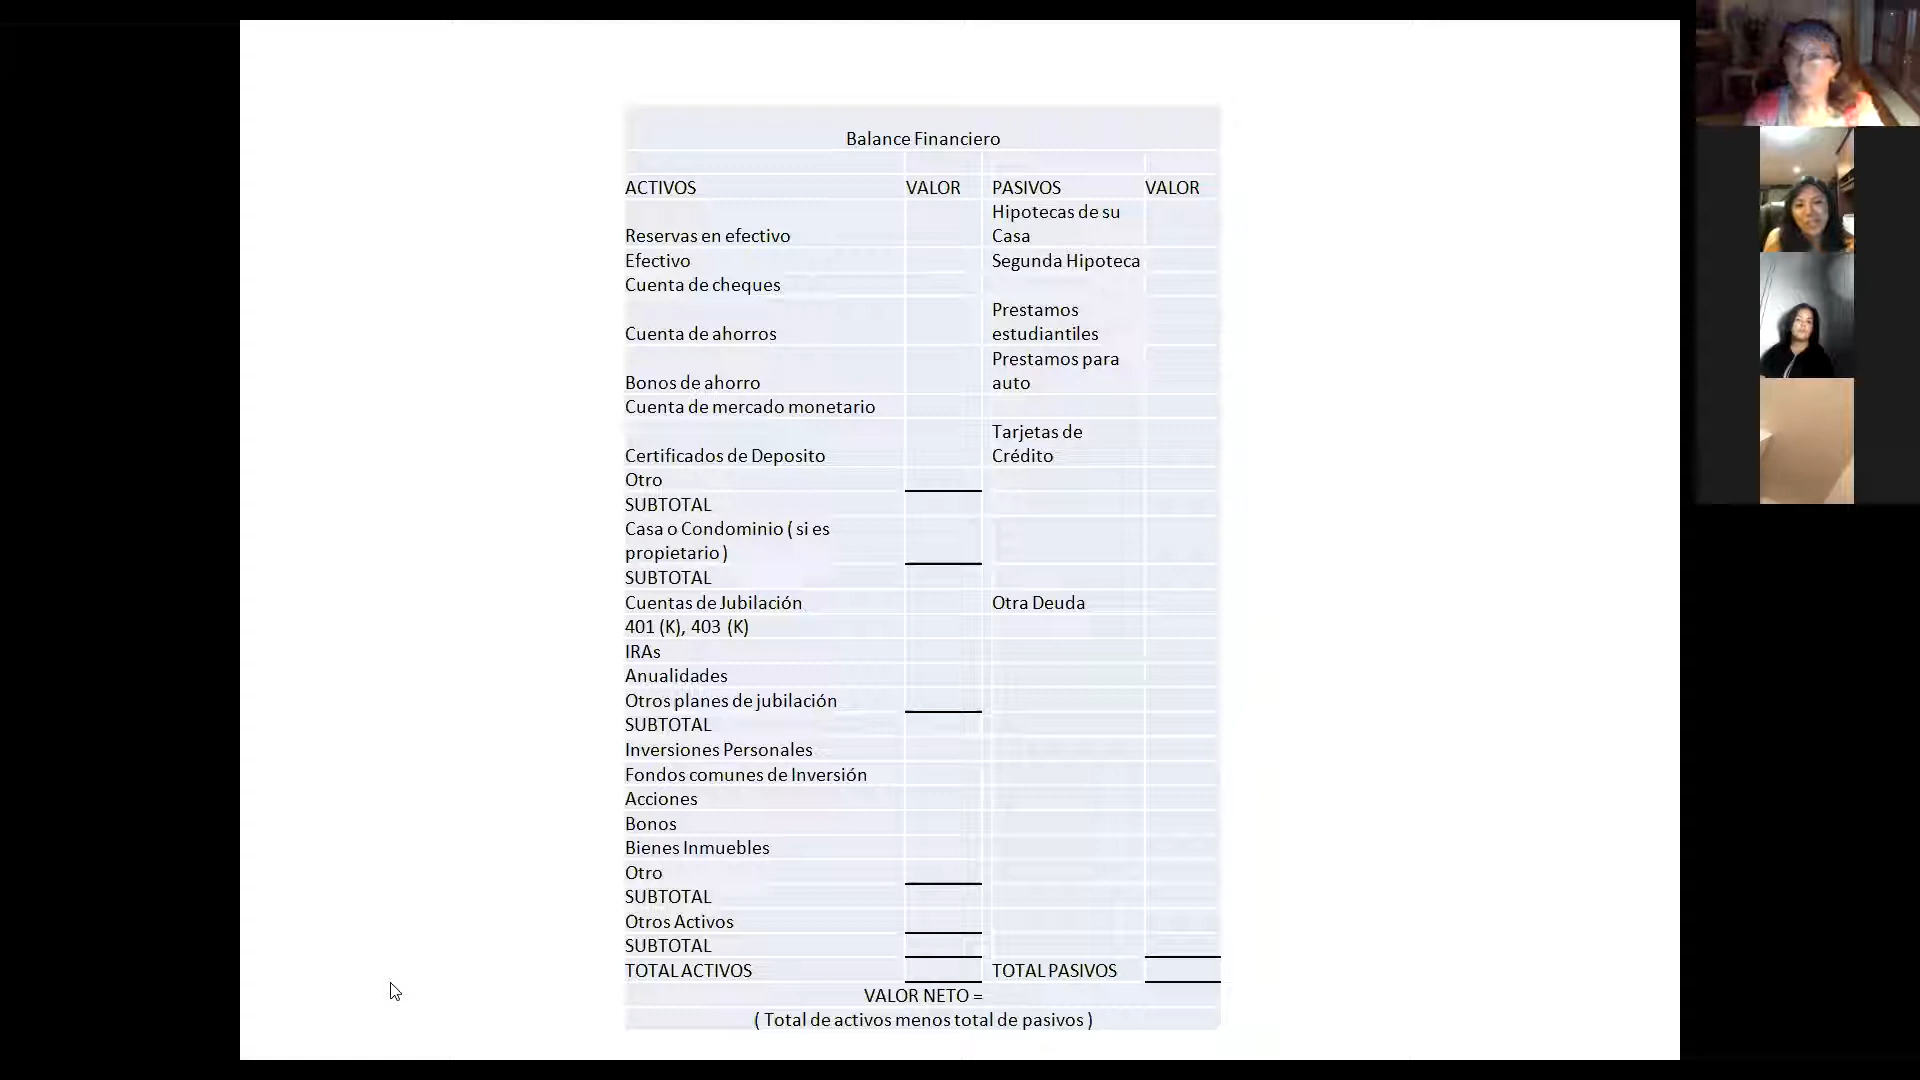 Balance Financiero
ACTIVOS VALOR PASIVOS VALOR
Hipotecas de su
Reservas en efectivo Casa
Efectivo Segunda Hipoteca
Cuenta de cheques
Prestamos
Cuenta de ahorros estudiantiles
Prestamos para
Bonos de ahorro auto
Cuenta de mercado monetario
Tarjetas de
Certificados de Deposito Crédito
Otro
SUBTOTAL
Casa o Condominio ( si es
propietario )
SUBTOTAL
Cuentas de Jubilación Otra Deuda
401 (K), 403 (K)
IRAs
Anualidades
Otros planes de jubilación
SUBTOTAL
Inversiones Personales
Fondos comunes de Inversión
Acciones
Bonos
Bienes Inmuebles
Otro
SUBTOTAL
Otros Activos
SUBTOTAL
TOTAL ACTIVOS TOTAL PASIVOS
VALOR NETO =
( Total de activos menos total de pasivos )